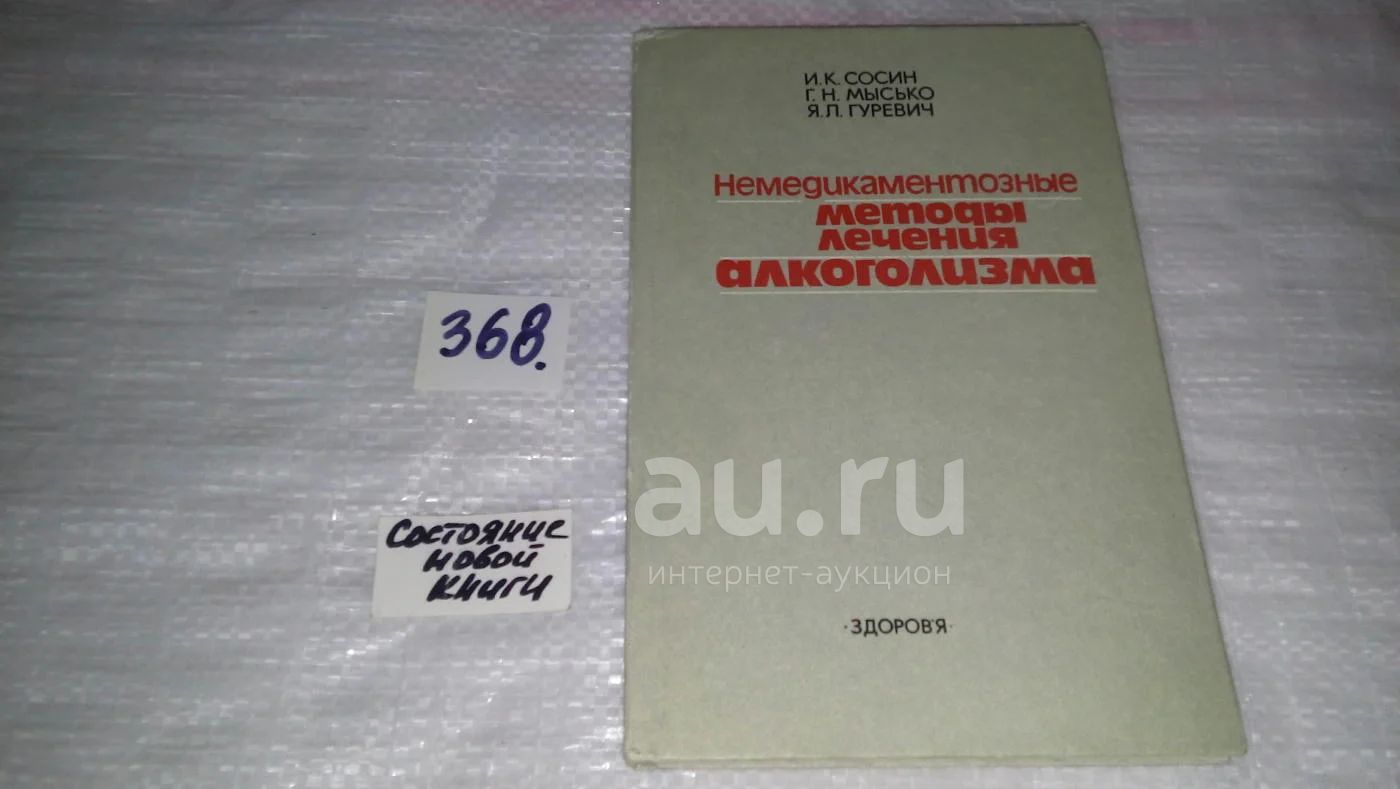 И.К. СОСИН
Г.Н. МЫСЬКО
Я.Л. ГУРЕВИЧ
Немедикаментозные
методы
лечения
алкоголизма
368.
Состояние
новой
книги
au.ru
интернет-аукцион
·ЗДОРОВ'Я·